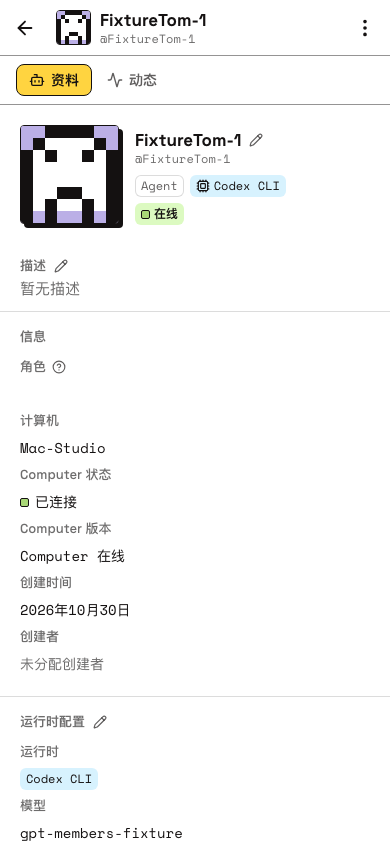 FixtureTom-1
@FixtureTom-1
资料
动态
FixtureTom-1
@FixtureTom-1
Agent
Codex CLI
在线
描述
暂无描述
信息
角色
计算机
Mac-Studio
Computer 状态
已连接
Computer 版本
Computer 在线
创建时间
2026年10月30日
创建者
未分配创建者
运行时配置
运行时
Codex CLI
模型
gpt-members-fixture